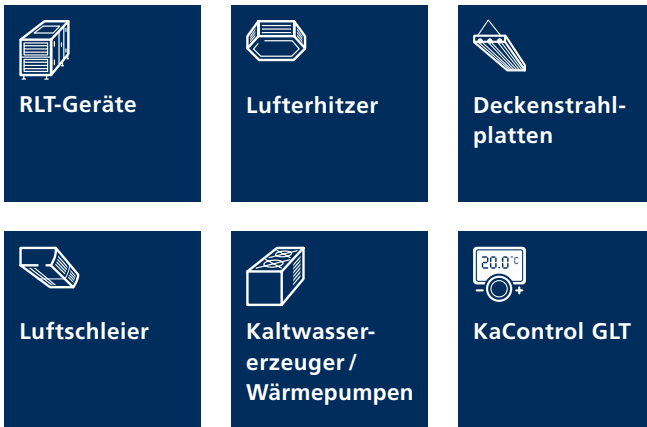 RLT-Geräte
Lufterhitzer
Deckenstrahl-
platten
Luftschleier
Kaltwasser-
erzeuger /
Wärmepumpen
20.0°C
KaControl GLT